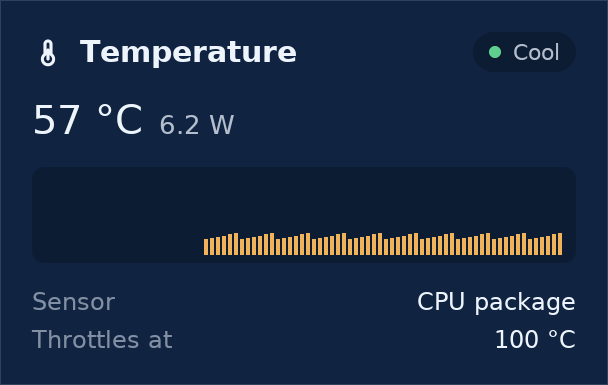 Temperature
Cool
57 °C 6.2 W
Sensor CPU package
Throttles at 100 °C